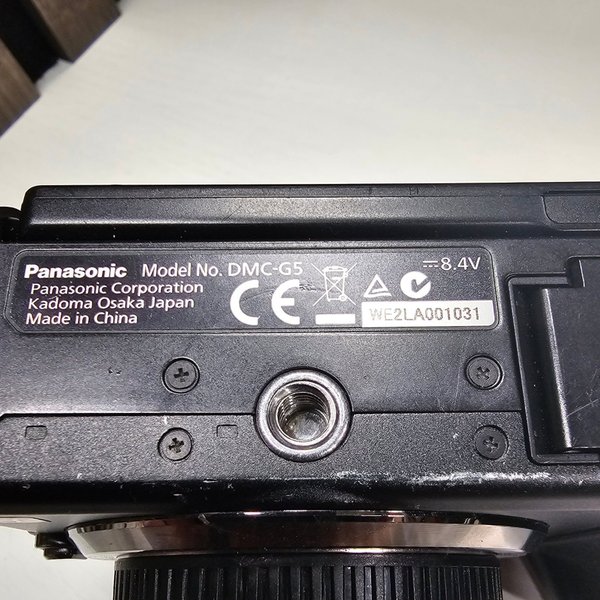 Panasonic Model No. DMC-G5
Panasonic Corporation
Kadoma Osaka Japan
Made in China
CE
⎓8.4V
WE2LA001031